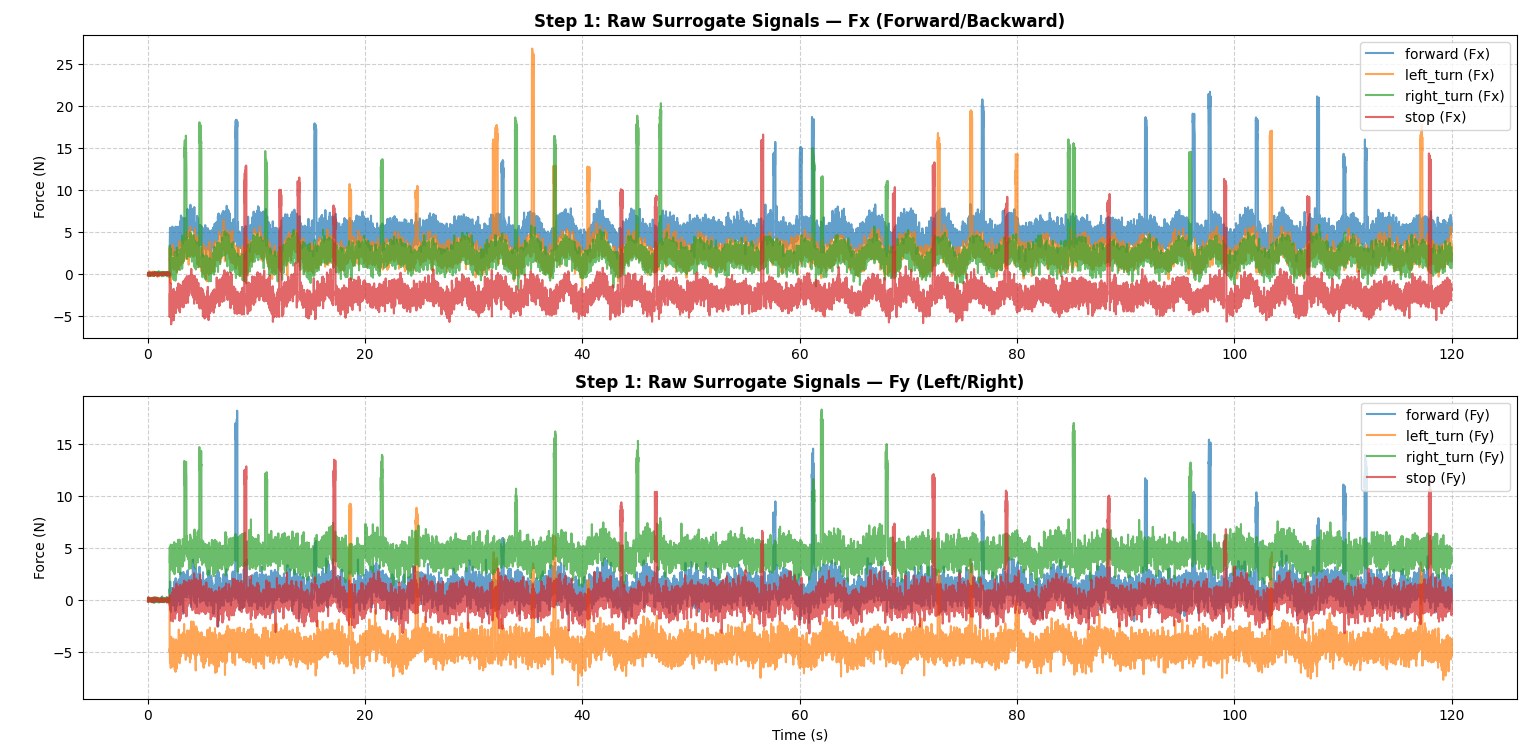 Step 1: Raw Surrogate Signals — Fx (Forward/Backward)
Force (N)
25
20
15
10
5
0
−5
forward (Fx)
left_turn (Fx)
right_turn (Fx)
stop (Fx)
0 20 40 60 80 100 120
Step 1: Raw Surrogate Signals — Fy (Left/Right)
Force (N)
15
10
5
0
−5
forward (Fy)
left_turn (Fy)
right_turn (Fy)
stop (Fy)
0 20 40 60 80 100 120
Time (s)